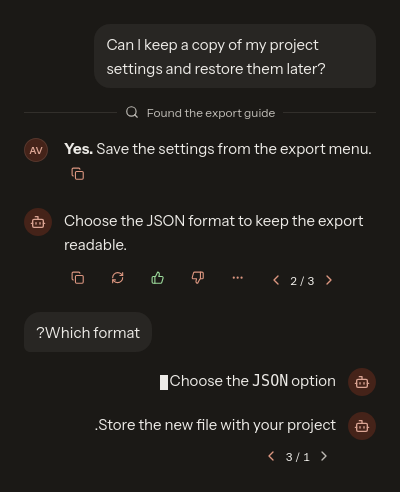 Can I keep a copy of my project
settings and restore them later?
Found the export guide
AV
Yes. Save the settings from the export menu.
Choose the JSON format to keep the export
readable.
2 / 3
?Which format
Choose the JSON option
.Store the new file with your project
3 / 1